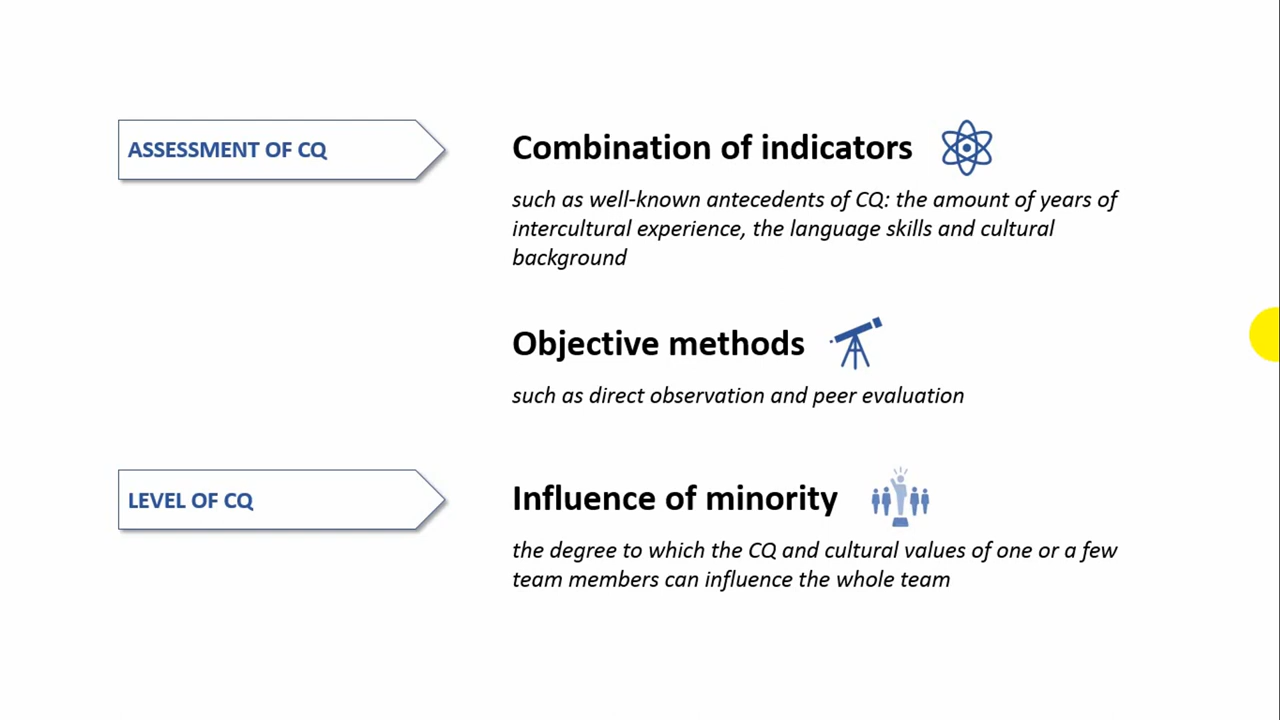 ASSESSMENT OF CQ
Combination of indicators
such as well-known antecedents of CQ: the amount of years of
intercultural experience, the language skills and cultural
background
Objective methods
such as direct observation and peer evaluation
LEVEL OF CQ
Influence of minority
the degree to which the CQ and cultural values of one or a few
team members can influence the whole team